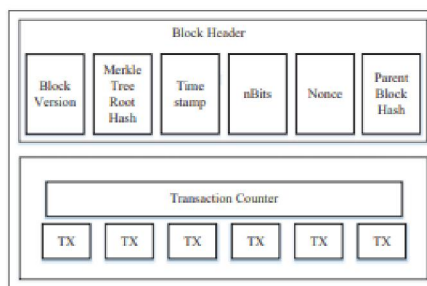 Block Header
Block
Version
Merkle
Tree
Root
Hash
Time
stamp
nBits
Nonce
Parent
Block
Hash
Transaction Counter
TX TX TX TX TX TX